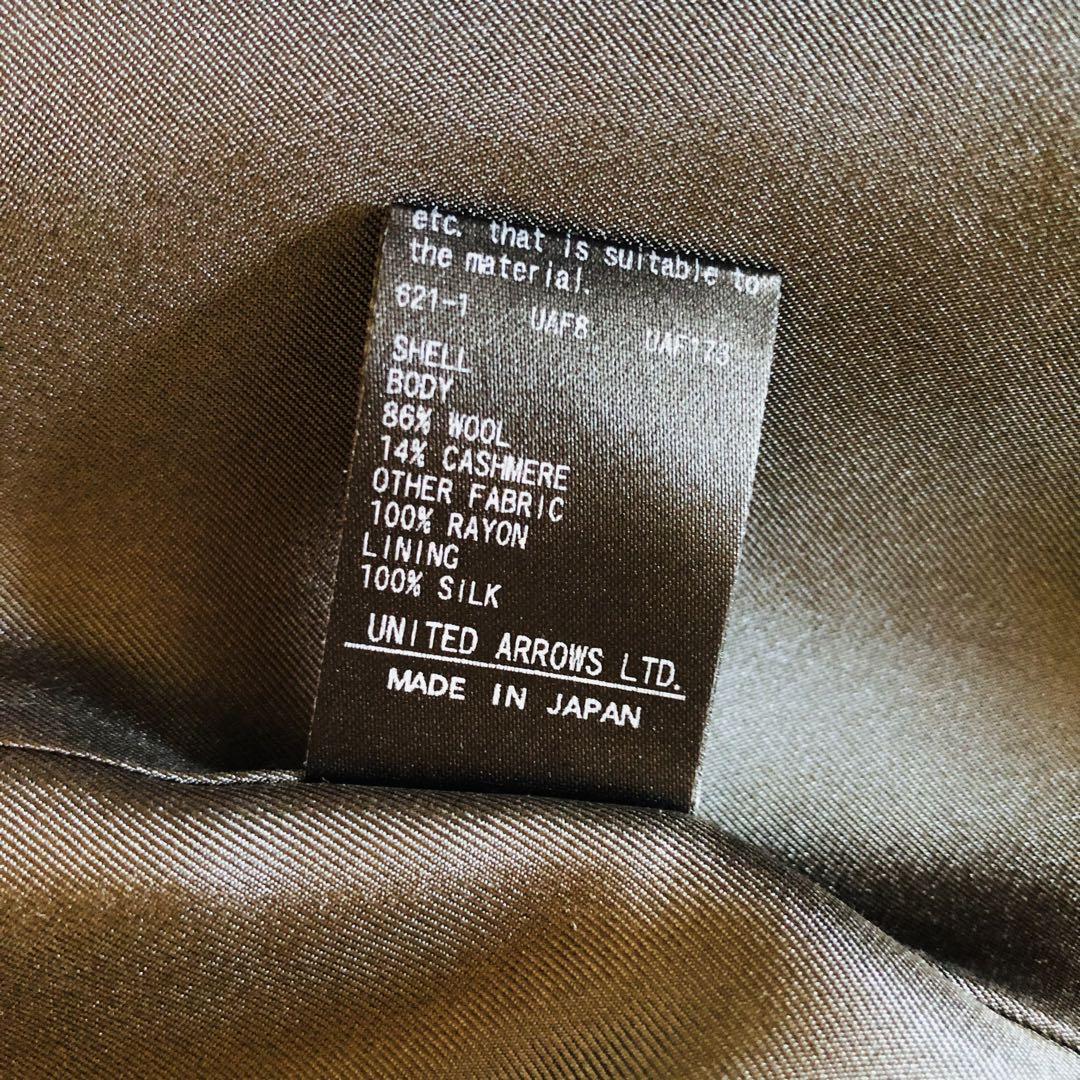 etc. that is suitable to
the material.
621-1 UAF8 UAF173
SHELL
BODY
86% WOOL
14% CASHMERE
OTHER FABRIC
100% RAYON
LINING
100% SILK
UNITED ARROWS LTD.
MADE IN JAPAN